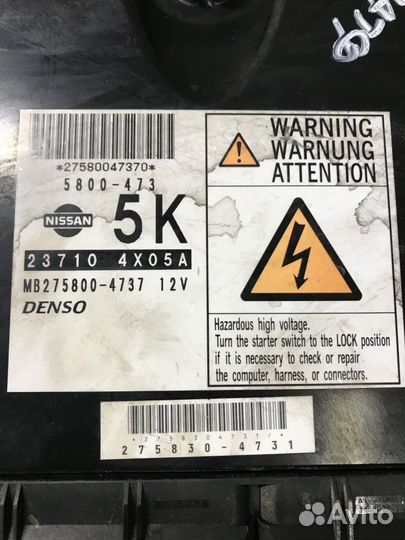 *27580047370*
5800-473
NISSAN
5K
23710 4X05A
MB275800-4737 12V
DENSO
WARNING
WARNUNG
ATTENTION
Hazardous high voltage.
Turn the starter switch to the LOCK position
if it is necessary to check or repair
the computer, harness, or connectors.
275830-4731
Avito